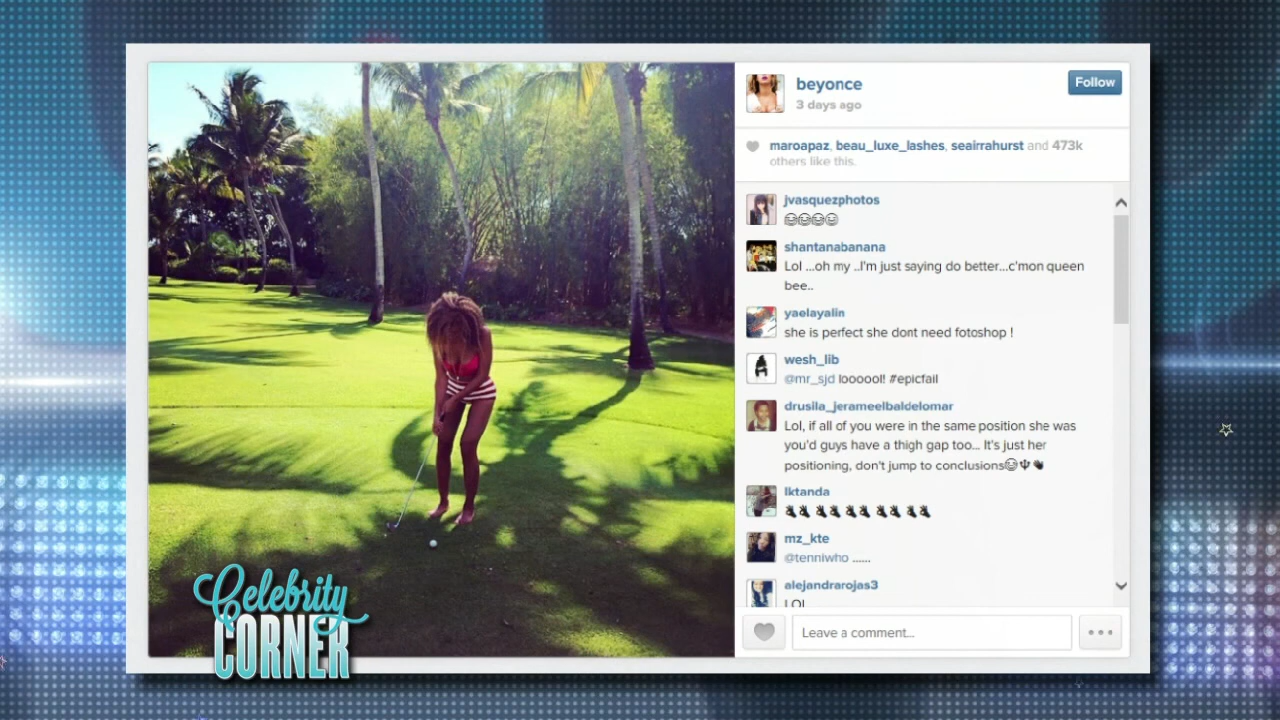 beyonce
Follow
3 days ago
maroapaz, beau_luxe_lashes, seairrahurst and 473k
others like this.
jvasquezphotos
shantanabanana
Lol ...oh my ..I'm just saying do better...c'mon queen
bee..
yaelayalin
she is perfect she dont need fotoshop !
wesh_lib
@mr_sjd loooool! #epicfail
drusila_jerameelbaldelomar
Lol, if all of you were in the same position she was
you'd guys have a thigh gap too... It's just her
positioning, don't jump to conclusions
lktanda
mz_kte
@tenniwho ......
alejandrarojas3
LOL
Leave a comment...
Celebrity
CORNER